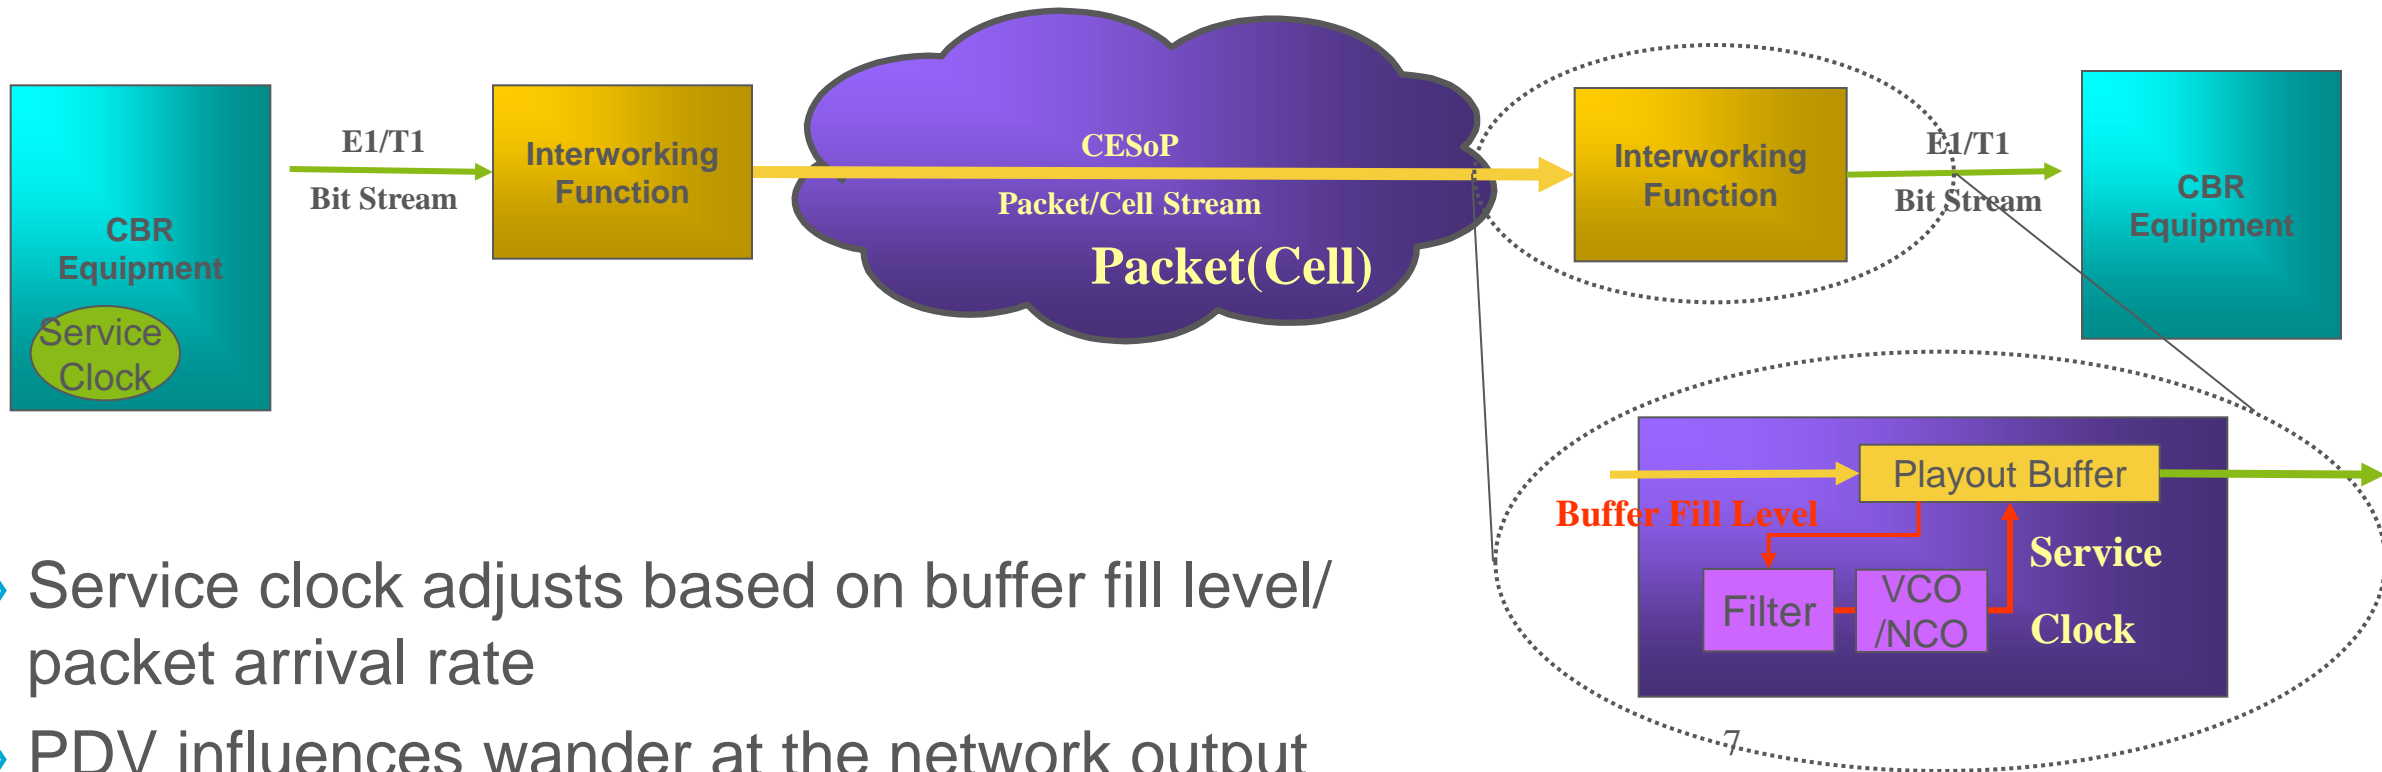 CBR
Equipment
Service
Clock
E1/T1
Bit Stream
Interworking
Function
CESoP
Packet/Cell Stream
Packet(Cell)
Interworking
Function
E1/T1
Bit Stream
CBR
Equipment
Playout Buffer
Buffer Fill Level
Filter
VCO
/NCO
Service
Clock
Service clock adjusts based on buffer fill level/
packet arrival rate
PDV influences wander at the network output
7